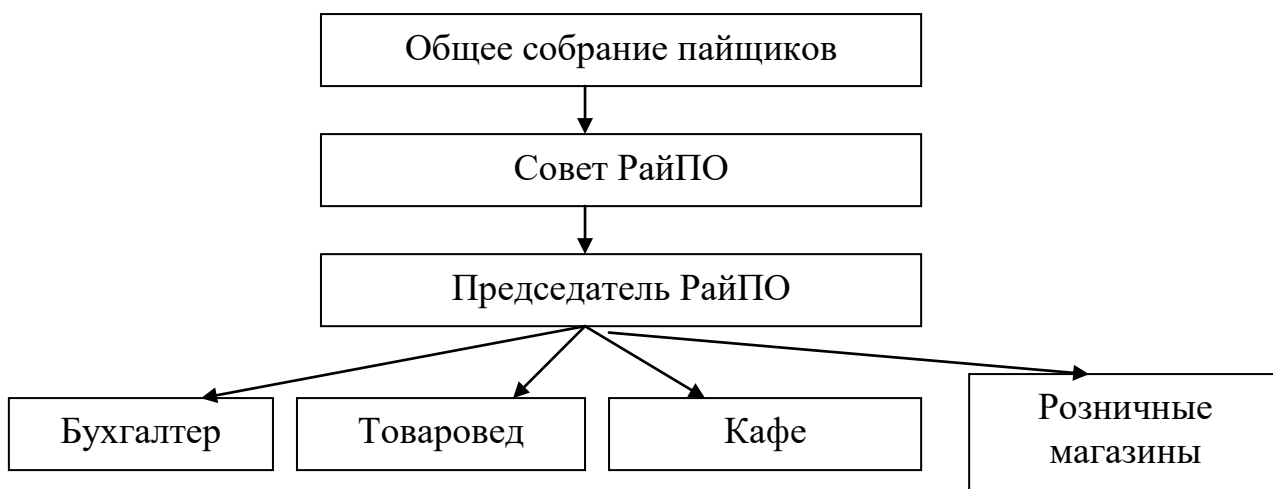 Общее собрание пайщиков
Совет РайПО
Председатель РайПО
Бухгалтер
Товаровед
Кафе
Розничные
магазины